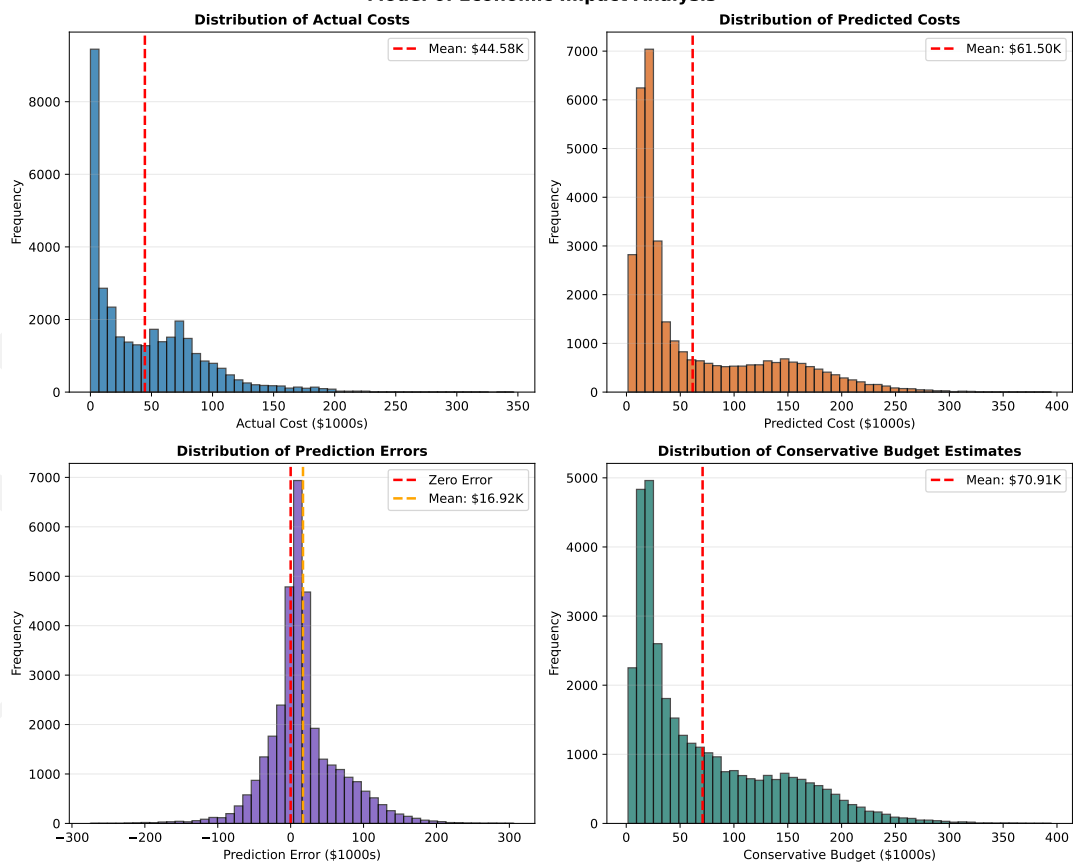 Model of Economic Impact Analysis
Distribution of Actual Costs
Mean: $44.58K
Frequency
8000
6000
4000
2000
0
0 50 100 150 200 250 300 350
Actual Cost ($1000s)
Distribution of Predicted Costs
Mean: $61.50K
Frequency
7000
6000
5000
4000
3000
2000
1000
0
0 50 100 150 200 250 300 350 400
Predicted Cost ($1000s)
Distribution of Prediction Errors
Zero Error
Mean: $16.92K
Frequency
7000
6000
5000
4000
3000
2000
1000
0
−300 −200 −100 0 100 200 300
Prediction Error ($1000s)
Distribution of Conservative Budget Estimates
Mean: $70.91K
Frequency
5000
4000
3000
2000
1000
0
0 50 100 150 200 250 300 350 400
Conservative Budget ($1000s)